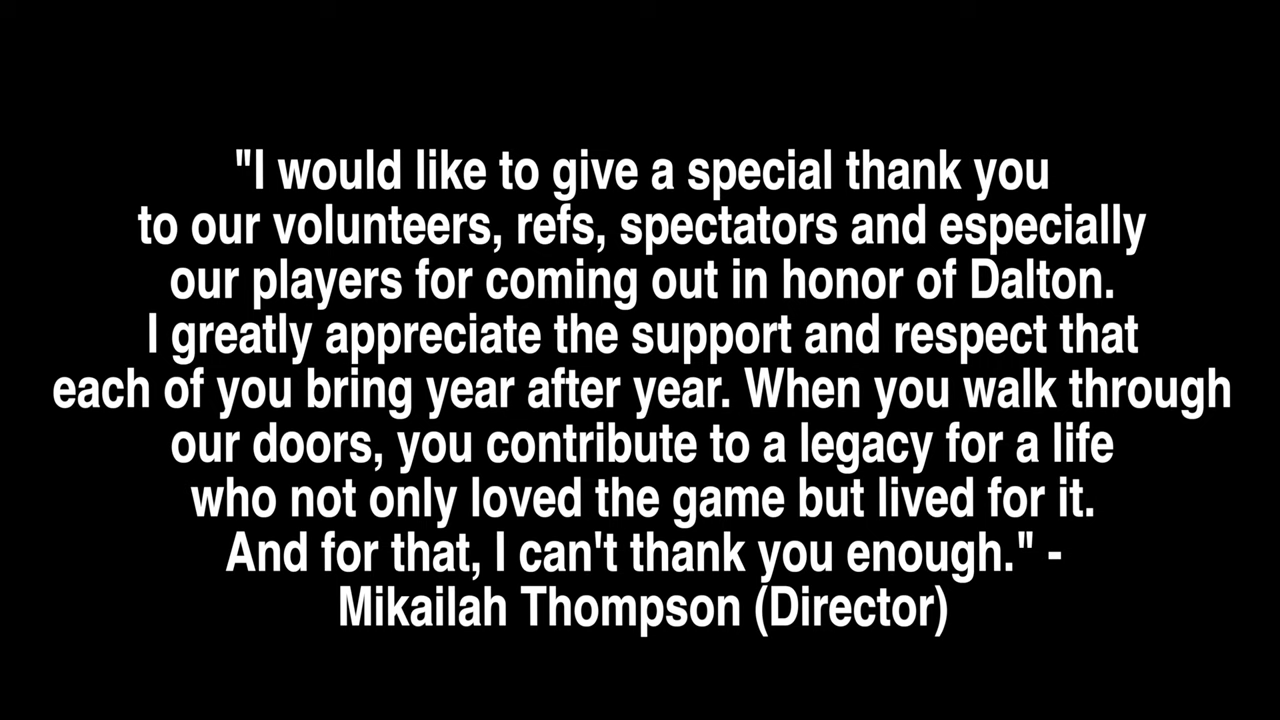 "I would like to give a special thank you
to our volunteers, refs, spectators and especially
our players for coming out in honor of Dalton.
I greatly appreciate the support and respect that
each of you bring year after year. When you walk through
our doors, you contribute to a legacy for a life
who not only loved the game but lived for it.
And for that, I can't thank you enough." -
Mikailah Thompson (Director)